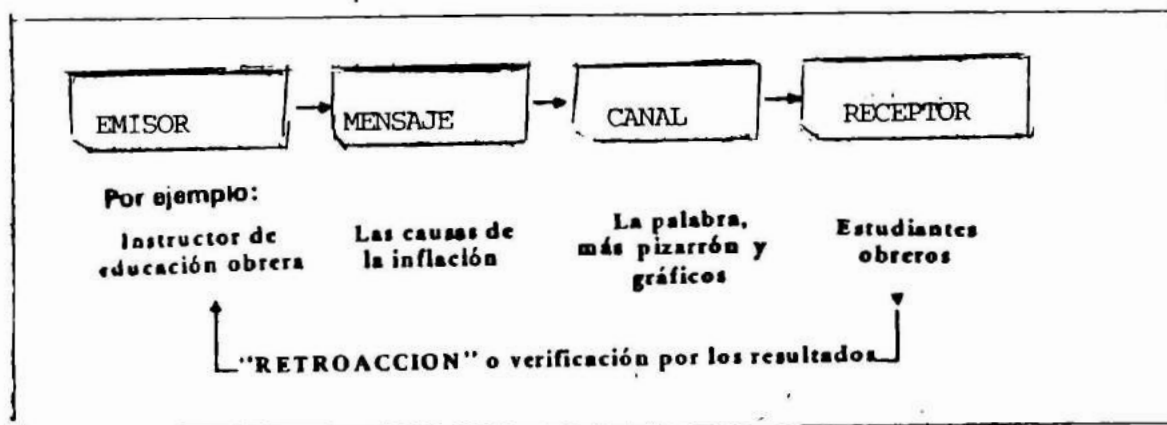 EMISOR
MENSAJE
CANAL
RECEPTOR
Por ejemplo:
Instructor de
educación obrera
Las causas de
la inflación
La palabra,
más pizarrón y
gráficos
Estudiantes
obreros
"RETROACCION" o verificación por los resultados